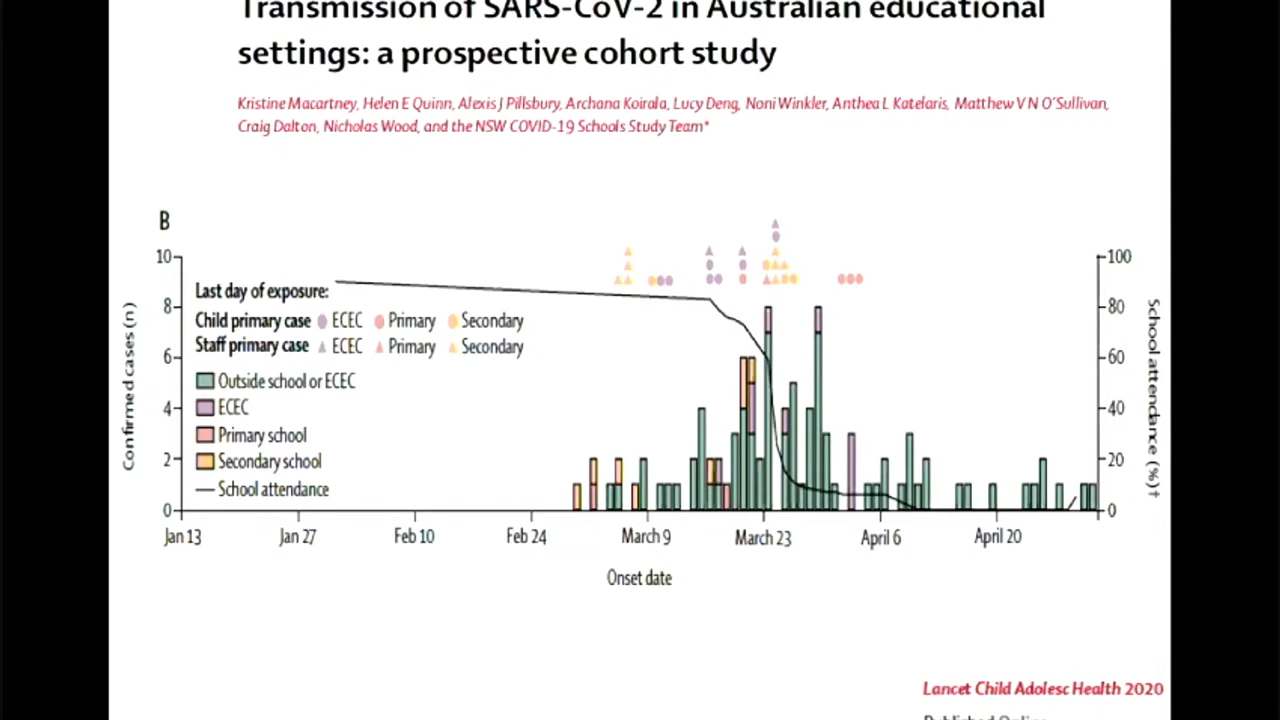 Transmission of SARS-CoV-2 in Australian educational
settings: a prospective cohort study
Kristine Macartney, Helen E Quinn, Alexis J Pillsbury, Archana Koirala, Lucy Deng, Noni Winkler, Anthea L Katelaris, Matthew V N O'Sullivan,
Craig Dalton, Nicholas Wood, and the NSW COVID-19 Schools Study Team*
B
10
8
6
4
2
0
Confirmed cases (n)
Last day of exposure:
Child primary case ECEC Primary Secondary
Staff primary case ECEC Primary Secondary
Outside school or ECEC
ECEC
Primary school
Secondary school
School attendance
100
80
60
40
20
0
School attendance (%)†
Jan 13 Jan 27 Feb 10 Feb 24 March 9 March 23 April 6 April 20
Onset date
Lancet Child Adolesc Health 2020
Published Online